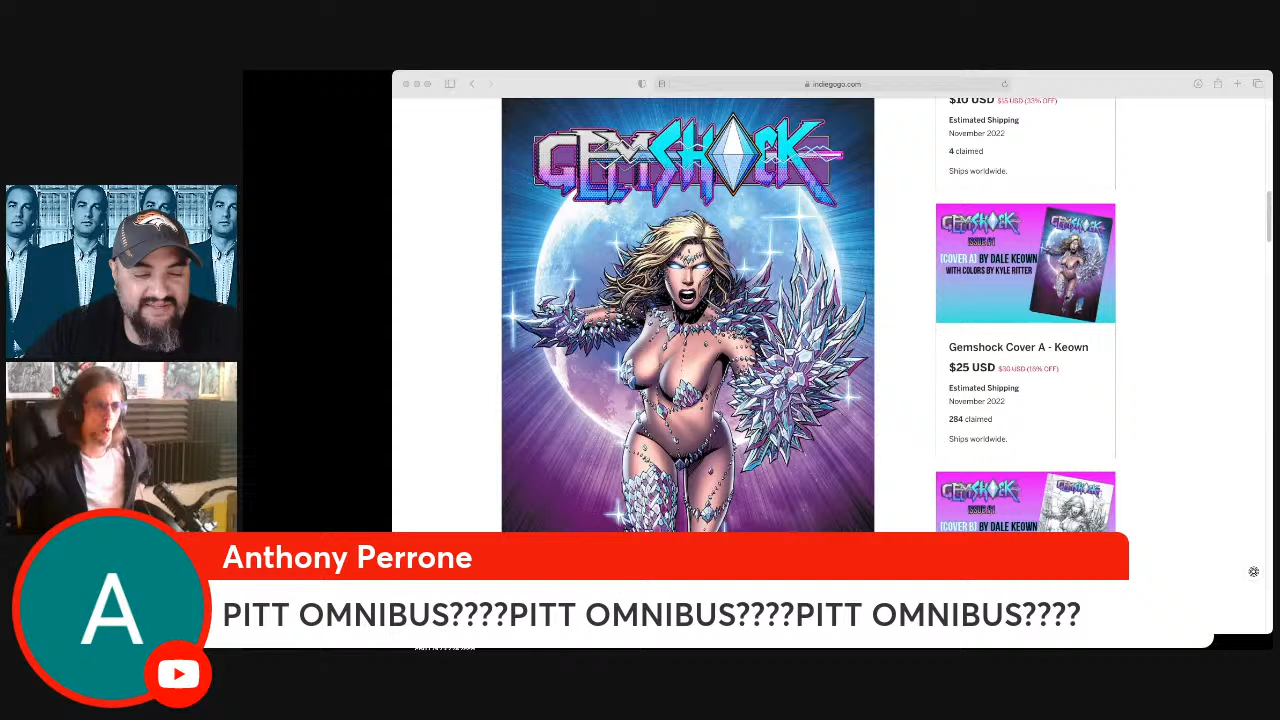 indiegogo.com
GEMSHOCK
$10 USD $15 USD (33% OFF)
Estimated Shipping
November 2022
4 claimed
Ships worldwide.
GEMSHOCK
ISSUE #1
[COVER A] BY DALE KEOWN
WITH COLORS BY KYLE RITTER
GEMSHOCK
Gemshock Cover A - Keown
$25 USD $30 USD (16% OFF)
Estimated Shipping
November 2022
284 claimed
Ships worldwide.
GEMSHOCK
ISSUE #1
[COVER B] BY DALE KEOWN
GEMSHOCK
A
Anthony Perrone
PITT OMNIBUS????PITT OMNIBUS????PITT OMNIBUS????